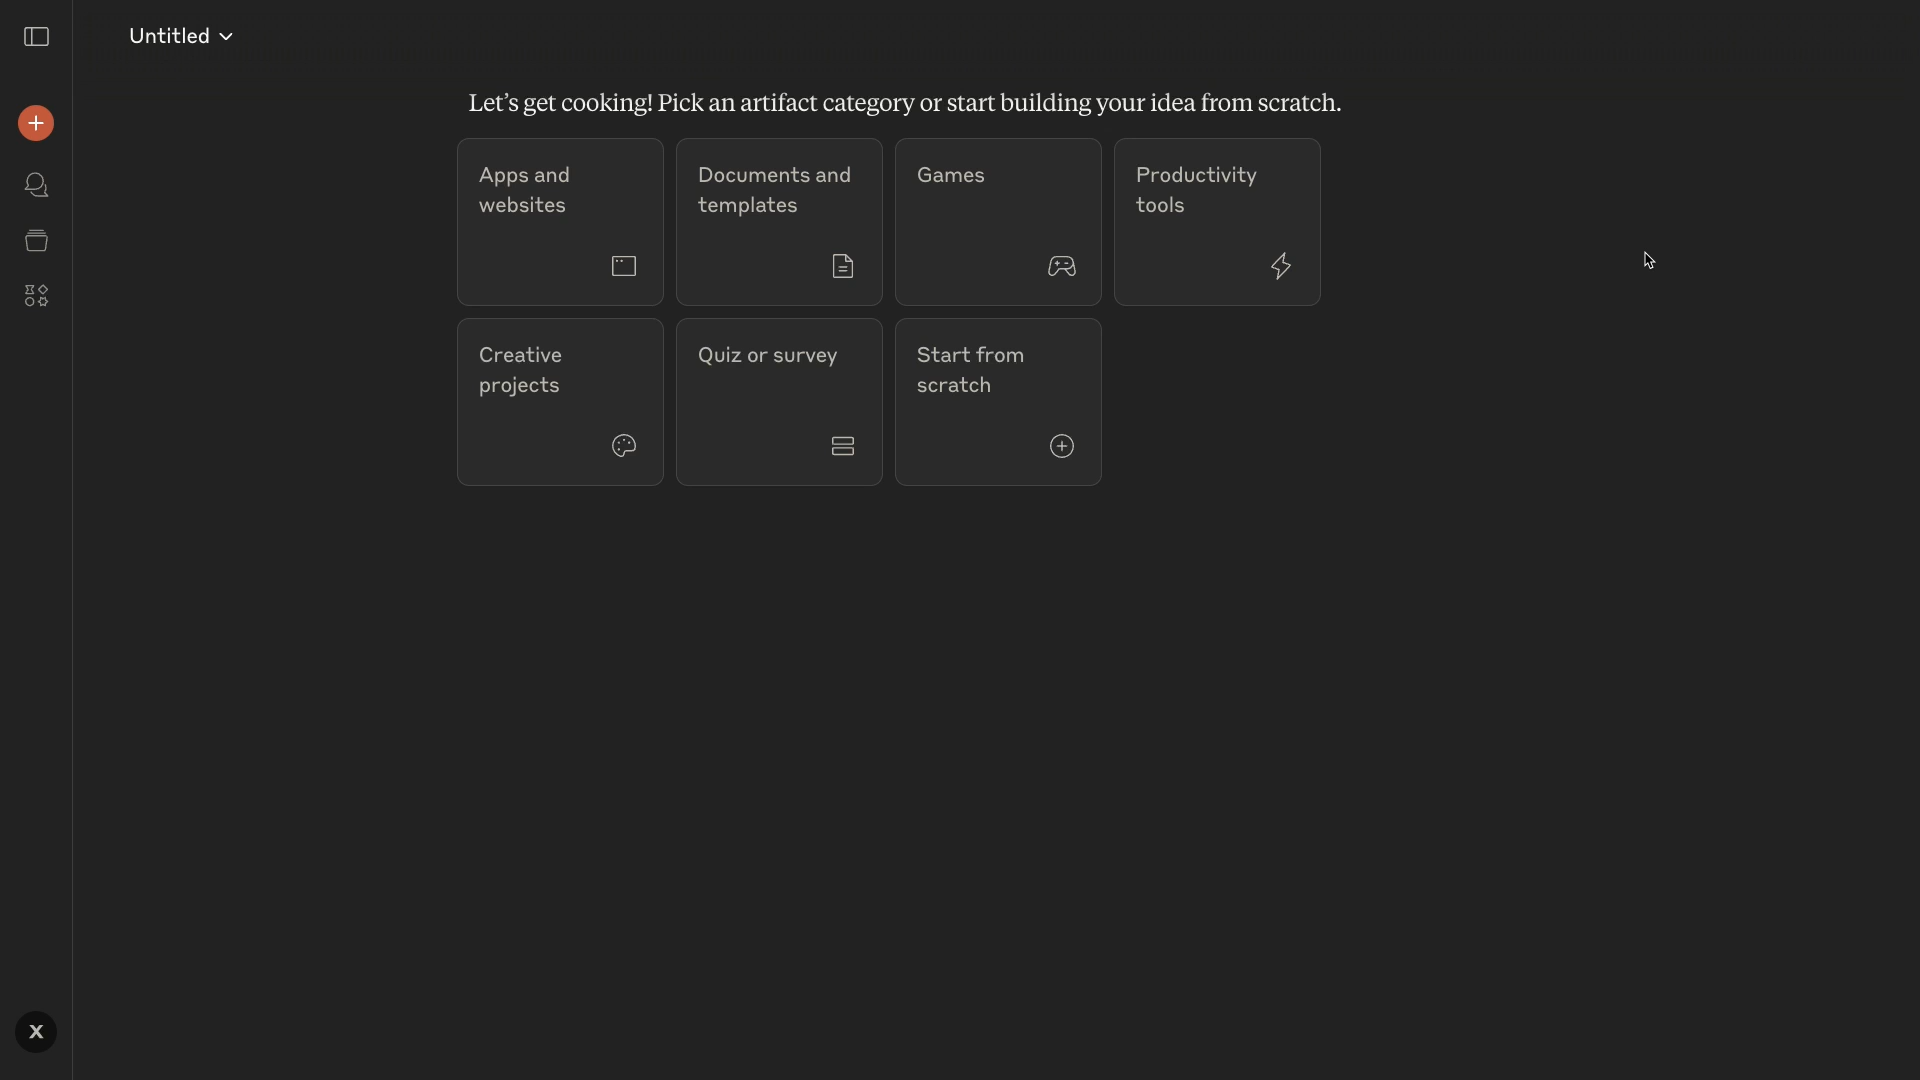 Untitled
Let’s get cooking! Pick an artifact category or start building your idea from scratch.
Apps and
websites
Documents and
templates
Games
Productivity
tools
Creative
projects
Quiz or survey
Start from
scratch
X